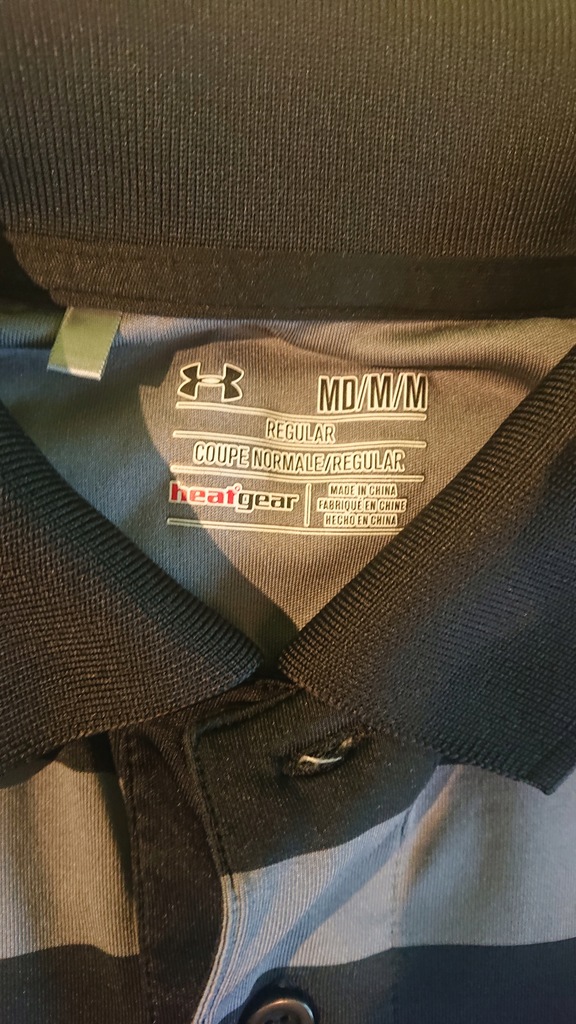 MD/M/M
REGULAR
COUPE NORMALE/REGULAR
heatgear
MADE IN CHINA
FABRIQUÉ EN CHINE
HECHO EN CHINA